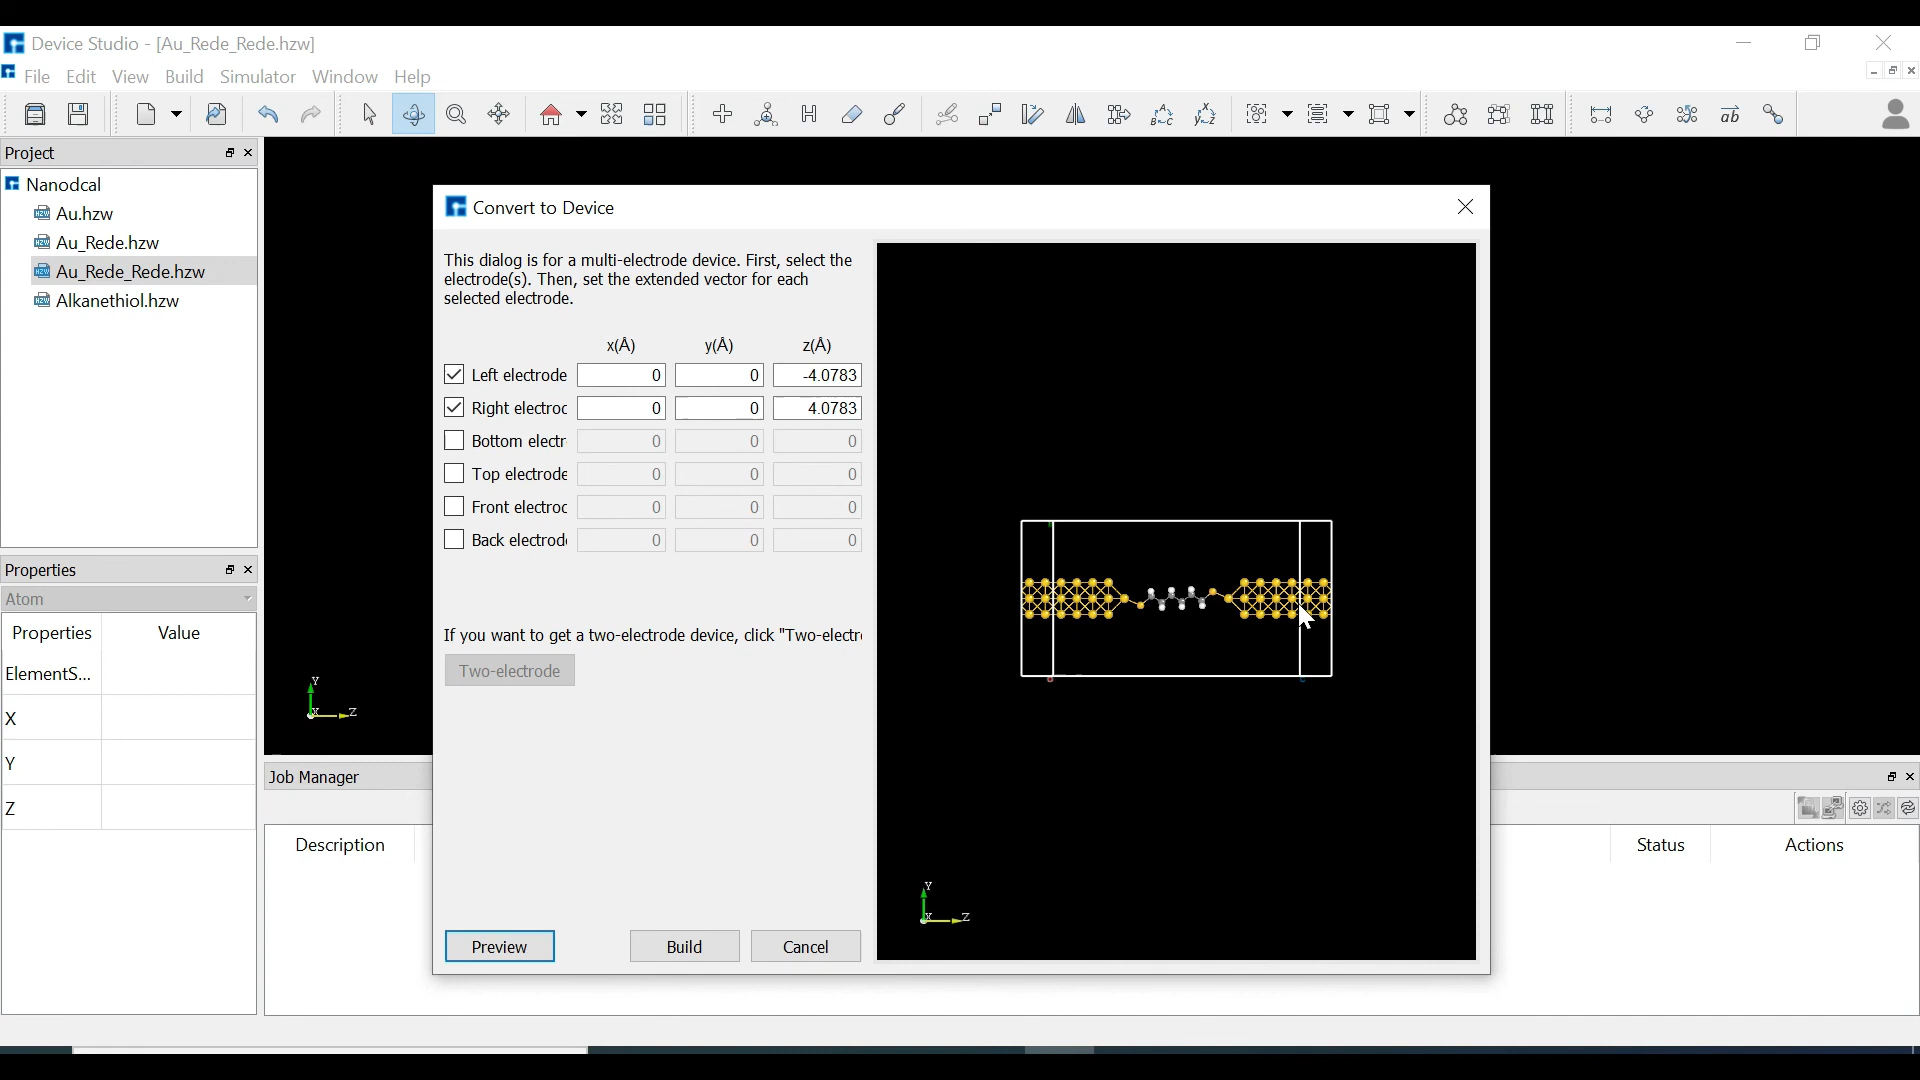 Device Studio - [Au_Rede_Rede.hzw]
File Edit View Build Simulator Window Help
Project
Nanodcal
Au.hzw
Au_Rede.hzw
Au_Rede_Rede.hzw
Alkanethiol.hzw
Properties
Atom
Properties Value
ElementS...
X
Y
Z
Y
X Z
Convert to Device
This dialog is for a multi-electrode device. First, select the
electrode(s). Then, set the extended vector for each
selected electrode.
x(Å) y(Å) z(Å)
Left electrode 0 0 -4.0783
Right electroc 0 0 4.0783
Bottom electr 0 0 0
Top electrode 0 0 0
Front electroc 0 0 0
Back electrod 0 0 0
If you want to get a two-electrode device, click "Two-electr
Two-electrode
Preview Build Cancel
Y
X Z
Job Manager
Description Status Actions